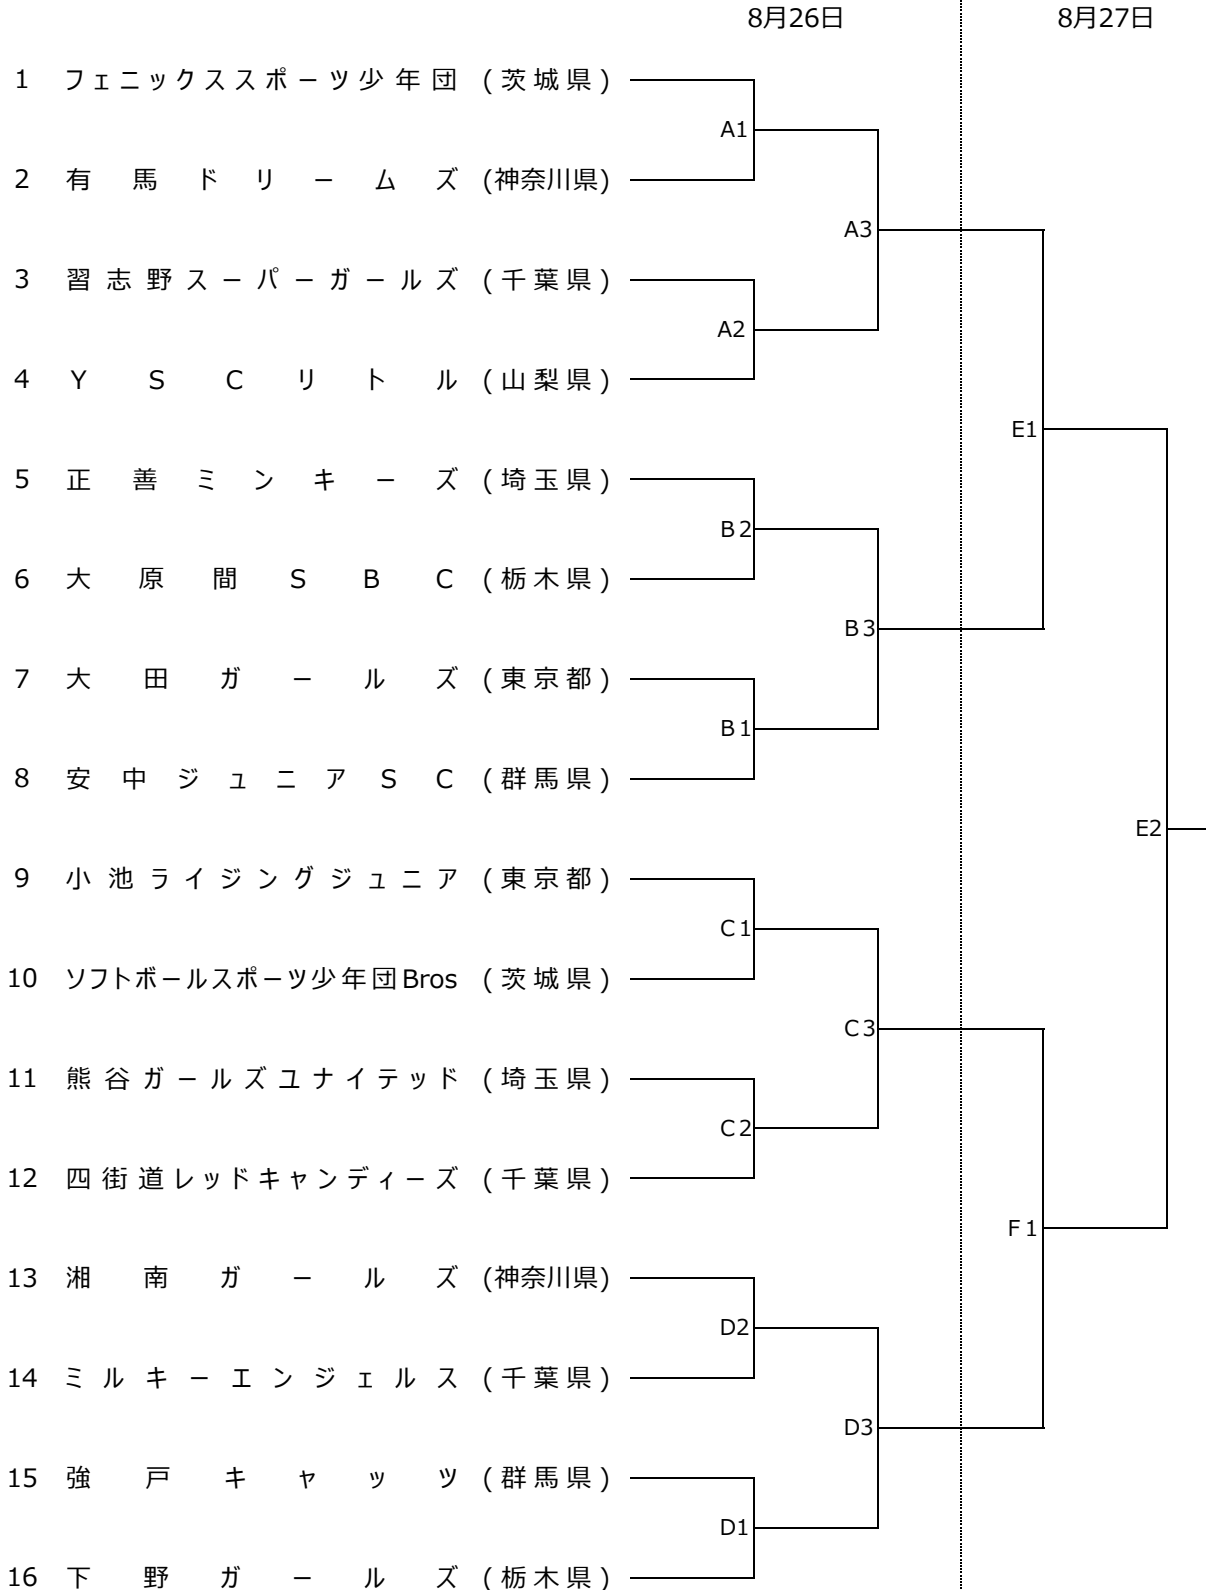 8月26日 8月27日
1 フェニックススポーツ少年団 (茨城県)
A1
2 有馬ドリームズ (神奈川県)
A3
3 習志野スーパーガールズ (千葉県)
A2
4 YSCリトル (山梨県)
E1
5 正善ミンキーズ (埼玉県)
B2
6 大原間SBC (栃木県)
B3
7 大田ガールズ (東京都)
B1
8 安中ジュニアSC (群馬県)
E2
9 小池ライジングジュニア (東京都)
C1
10 ソフトボールスポーツ少年団Bros (茨城県)
C3
11 熊谷ガールズユナイテッド (埼玉県)
C2
12 四街道レッドキャンディーズ (千葉県)
F1
13 湘南ガールズ (神奈川県)
D2
14 ミルキーエンジェルス (千葉県)
D3
15 強戸キャッツ (群馬県)
D1
16 下野ガールズ (栃木県)